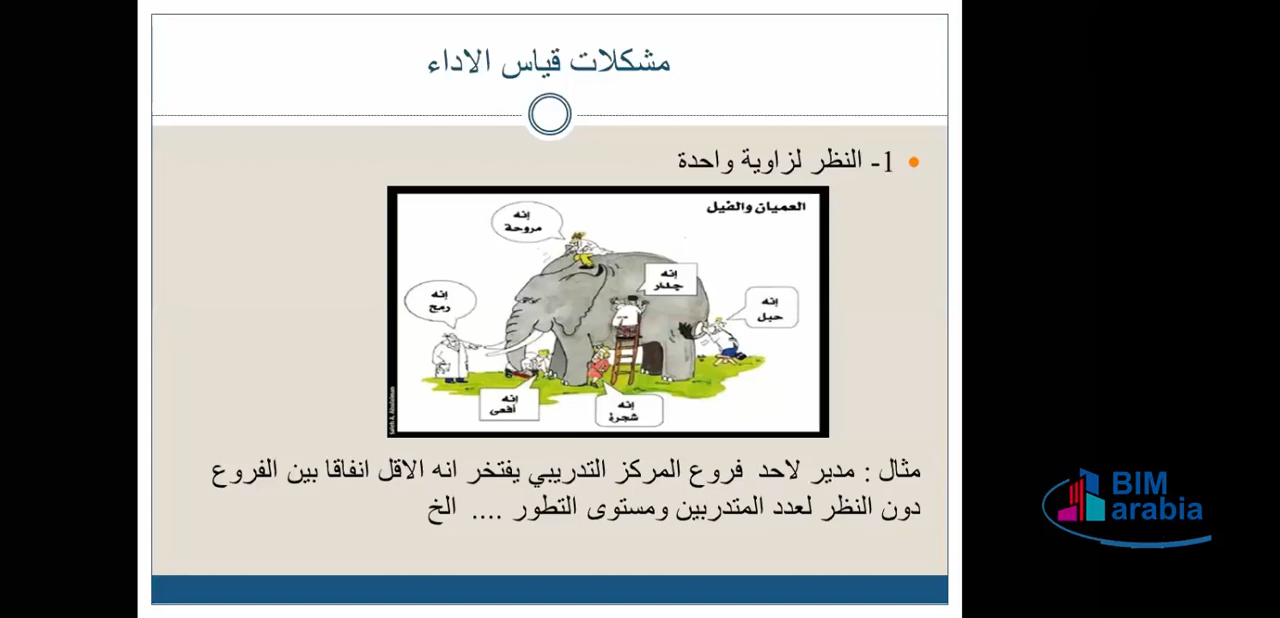 مشكلات قياس الاداء
1- النظر لزاوية واحدة
العميان والفيل
إنه
مروحة
إنه
جدار
إنه
رمح
إنه
حبل
إنه
أفعى
إنه
شجرة
مثال : مدير لاحد فروع المركز التدريبي يفتخر انه الاقل انفاقا بين الفروع
دون النظر لعدد المتدربين ومستوى التطور .... الخ
BIM
arabia